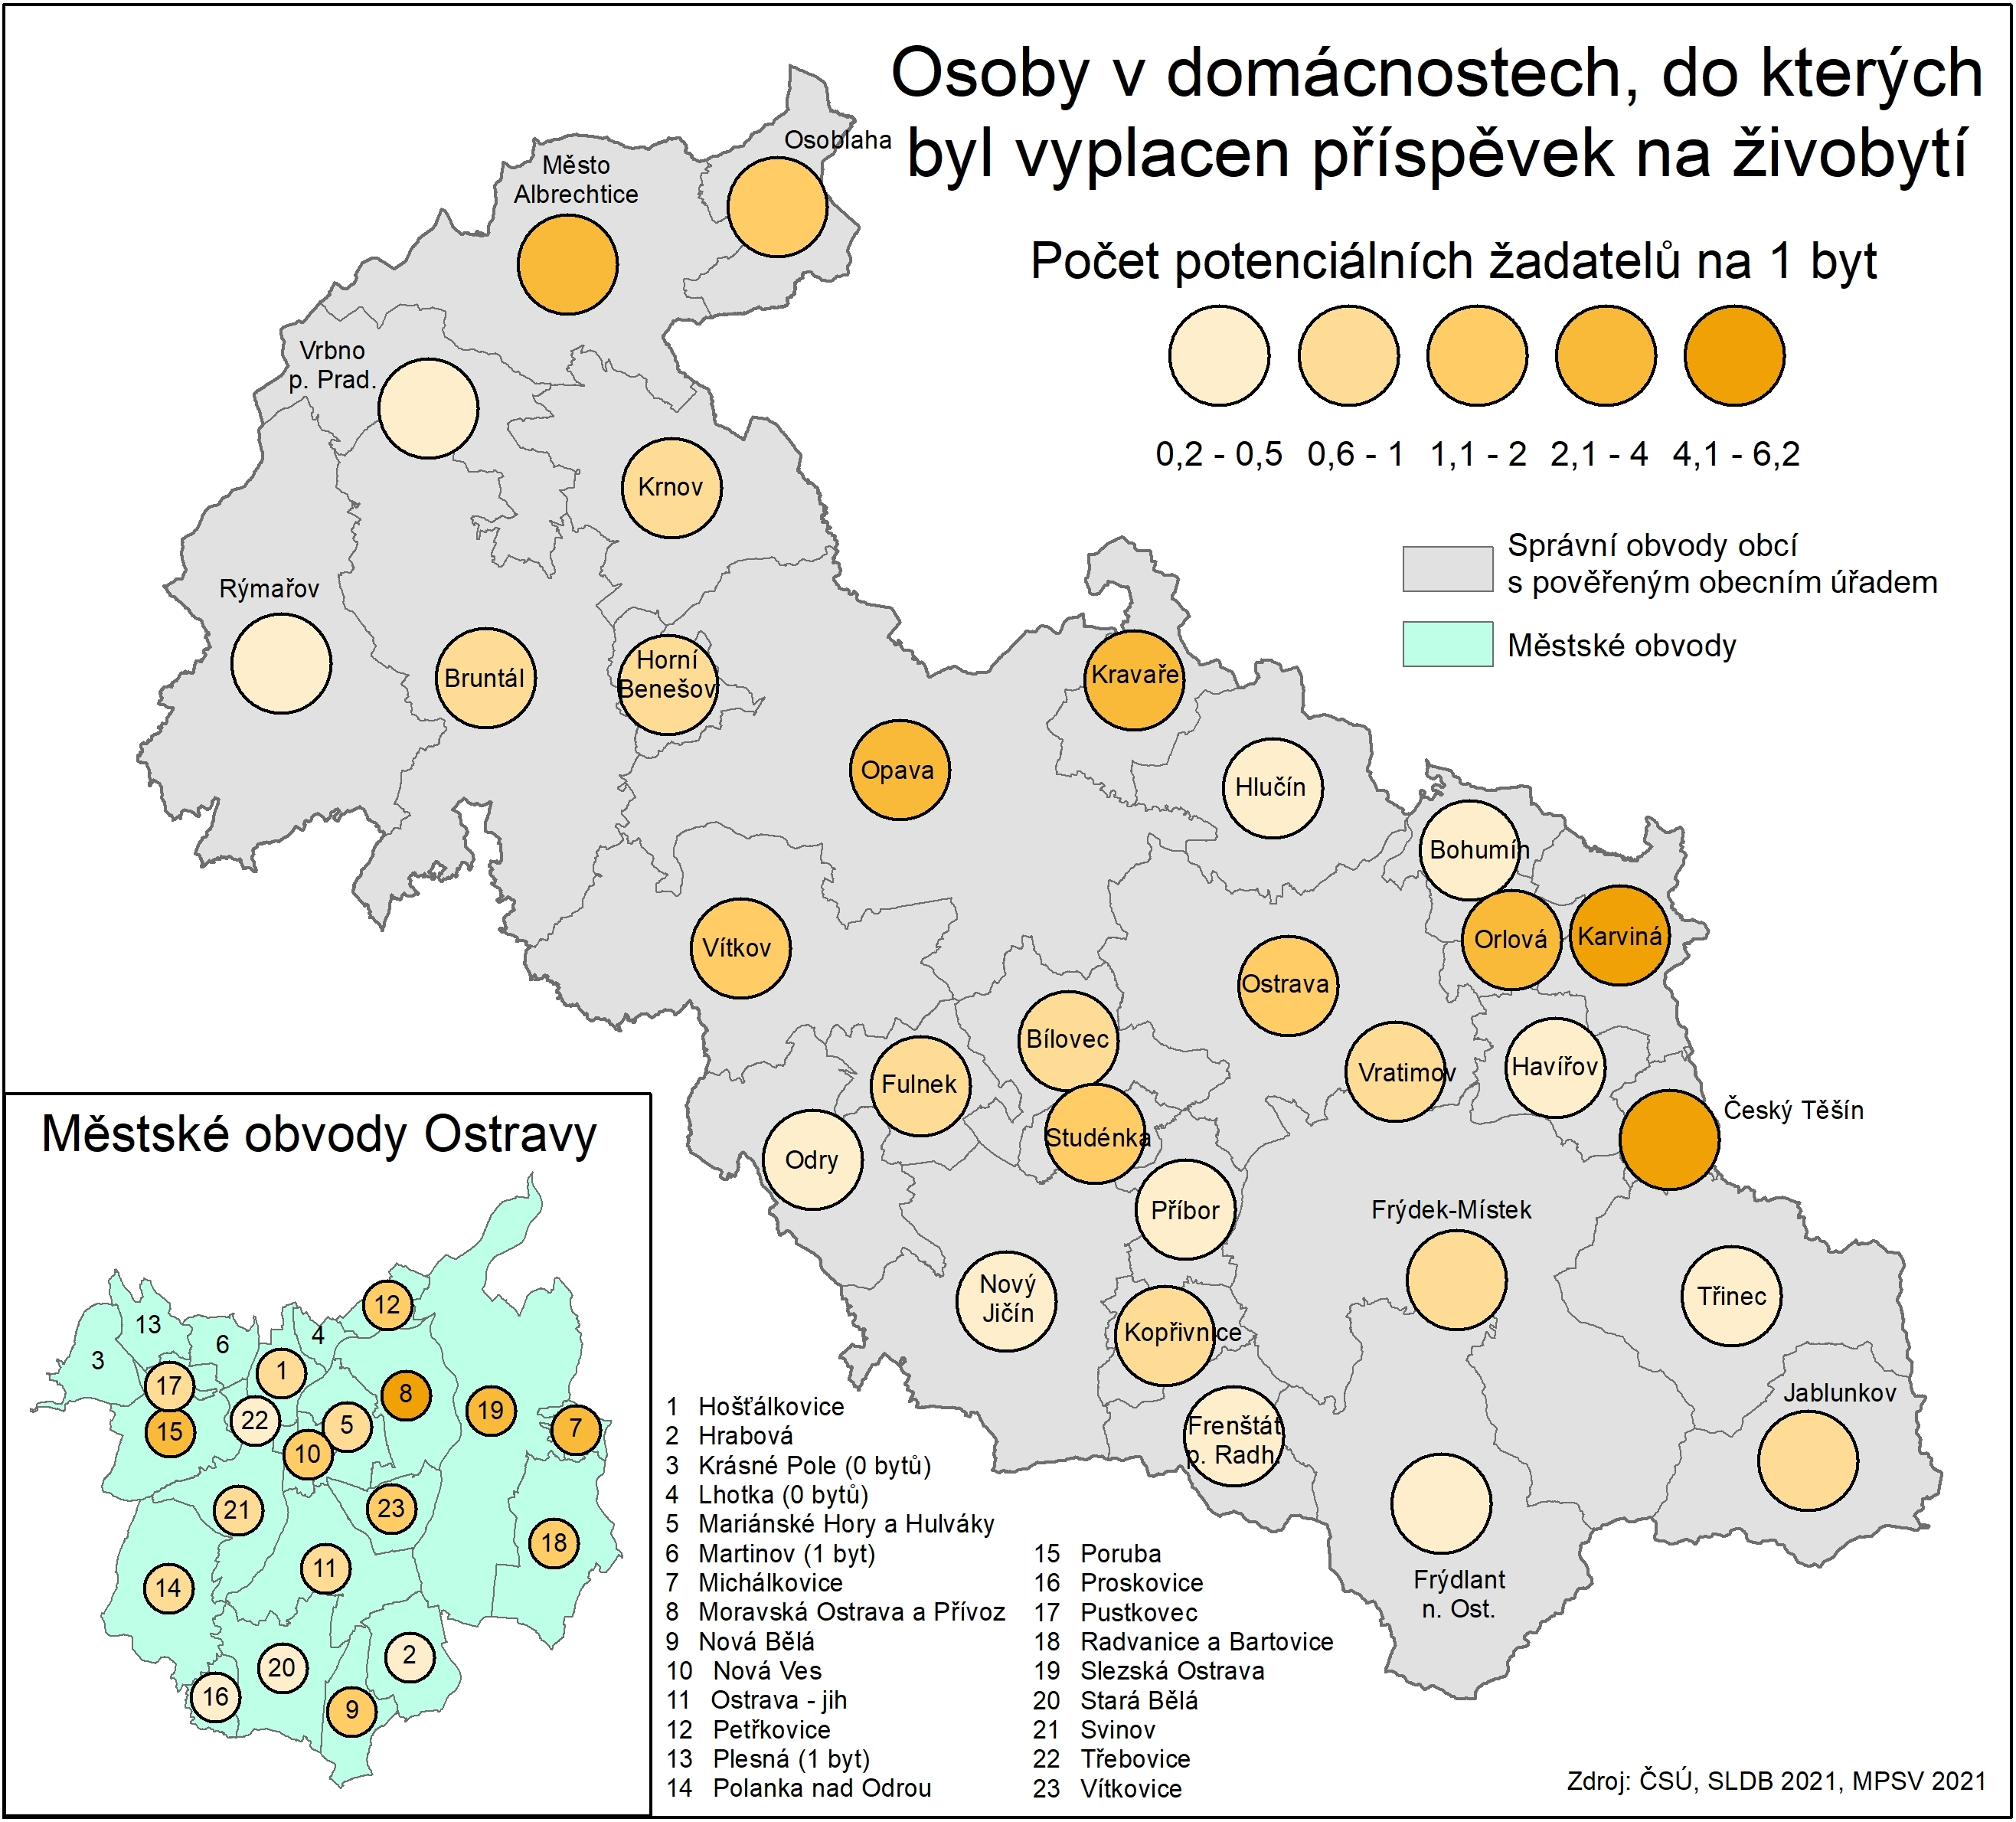 Osoby v domácnostech, do kterých
byl vyplacen příspěvek na živobytí
Počet potenciálních žadatelů na 1 byt
0,2 - 0,5 0,6 - 1 1,1 - 2 2,1 - 4 4,1 - 6,2
Správní obvody obcí
s pověřeným obecním úřadem
Městské obvody
Osoblaha
Město
Albrechtice
Vrbno
p. Prad.
Krnov
Rýmařov
Bruntál
Horní
Benešov
Kravaře
Opava
Hlučín
Bohumín
Orlová
Karviná
Vítkov
Ostrava
Bílovec
Vratimov
Havířov
Fulnek
Český Těšín
Studénka
Odry
Příbor
Frýdek-Místek
Nový
Jičín
Třinec
Kopřivnice
Jablunkov
Frenštát
p. Radh.
Frýdlant
n. Ost.
Městské obvody Ostravy
12
13
4
6
3
1
17
8
19
22
5
15
7
10
21
23
18
11
14
2
20
16
9
1 Hošťálkovice
2 Hrabová
3 Krásné Pole (0 bytů)
4 Lhotka (0 bytů)
5 Mariánské Hory a Hulváky
6 Martinov (1 byt)
7 Michálkovice
8 Moravská Ostrava a Přívoz
9 Nová Bělá
10 Nová Ves
11 Ostrava - jih
12 Petřkovice
13 Plesná (1 byt)
14 Polanka nad Odrou
15 Poruba
16 Proskovice
17 Pustkovec
18 Radvanice a Bartovice
19 Slezská Ostrava
20 Stará Bělá
21 Svinov
22 Třebovice
23 Vítkovice
Zdroj: ČSÚ, SLDB 2021, MPSV 2021